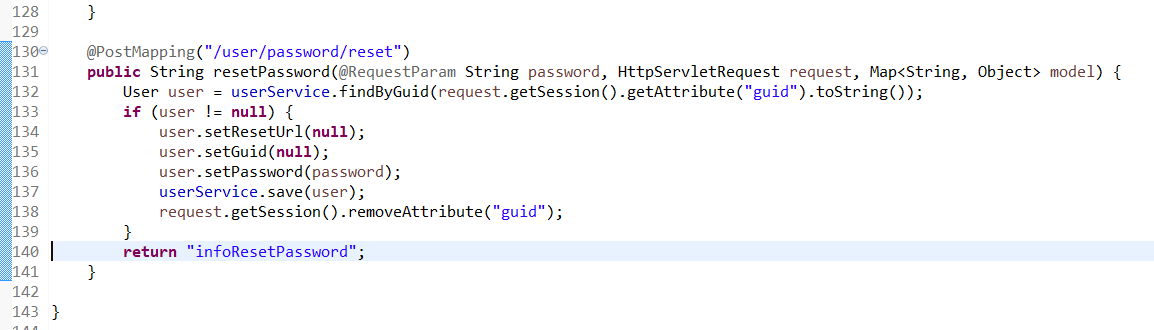 128     }
129
130     @PostMapping("/user/password/reset")
131     public String resetPassword(@RequestParam String password, HttpServletRequest request, Map<String, Object> model) {
132         User user = userService.findByGuid(request.getSession().getAttribute("guid").toString());
133         if (user != null) {
134             user.setResetUrl(null);
135             user.setGuid(null);
136             user.setPassword(password);
137             userService.save(user);
138             request.getSession().removeAttribute("guid");
139         }
140         return "infoResetPassword";
141     }
142
143 }